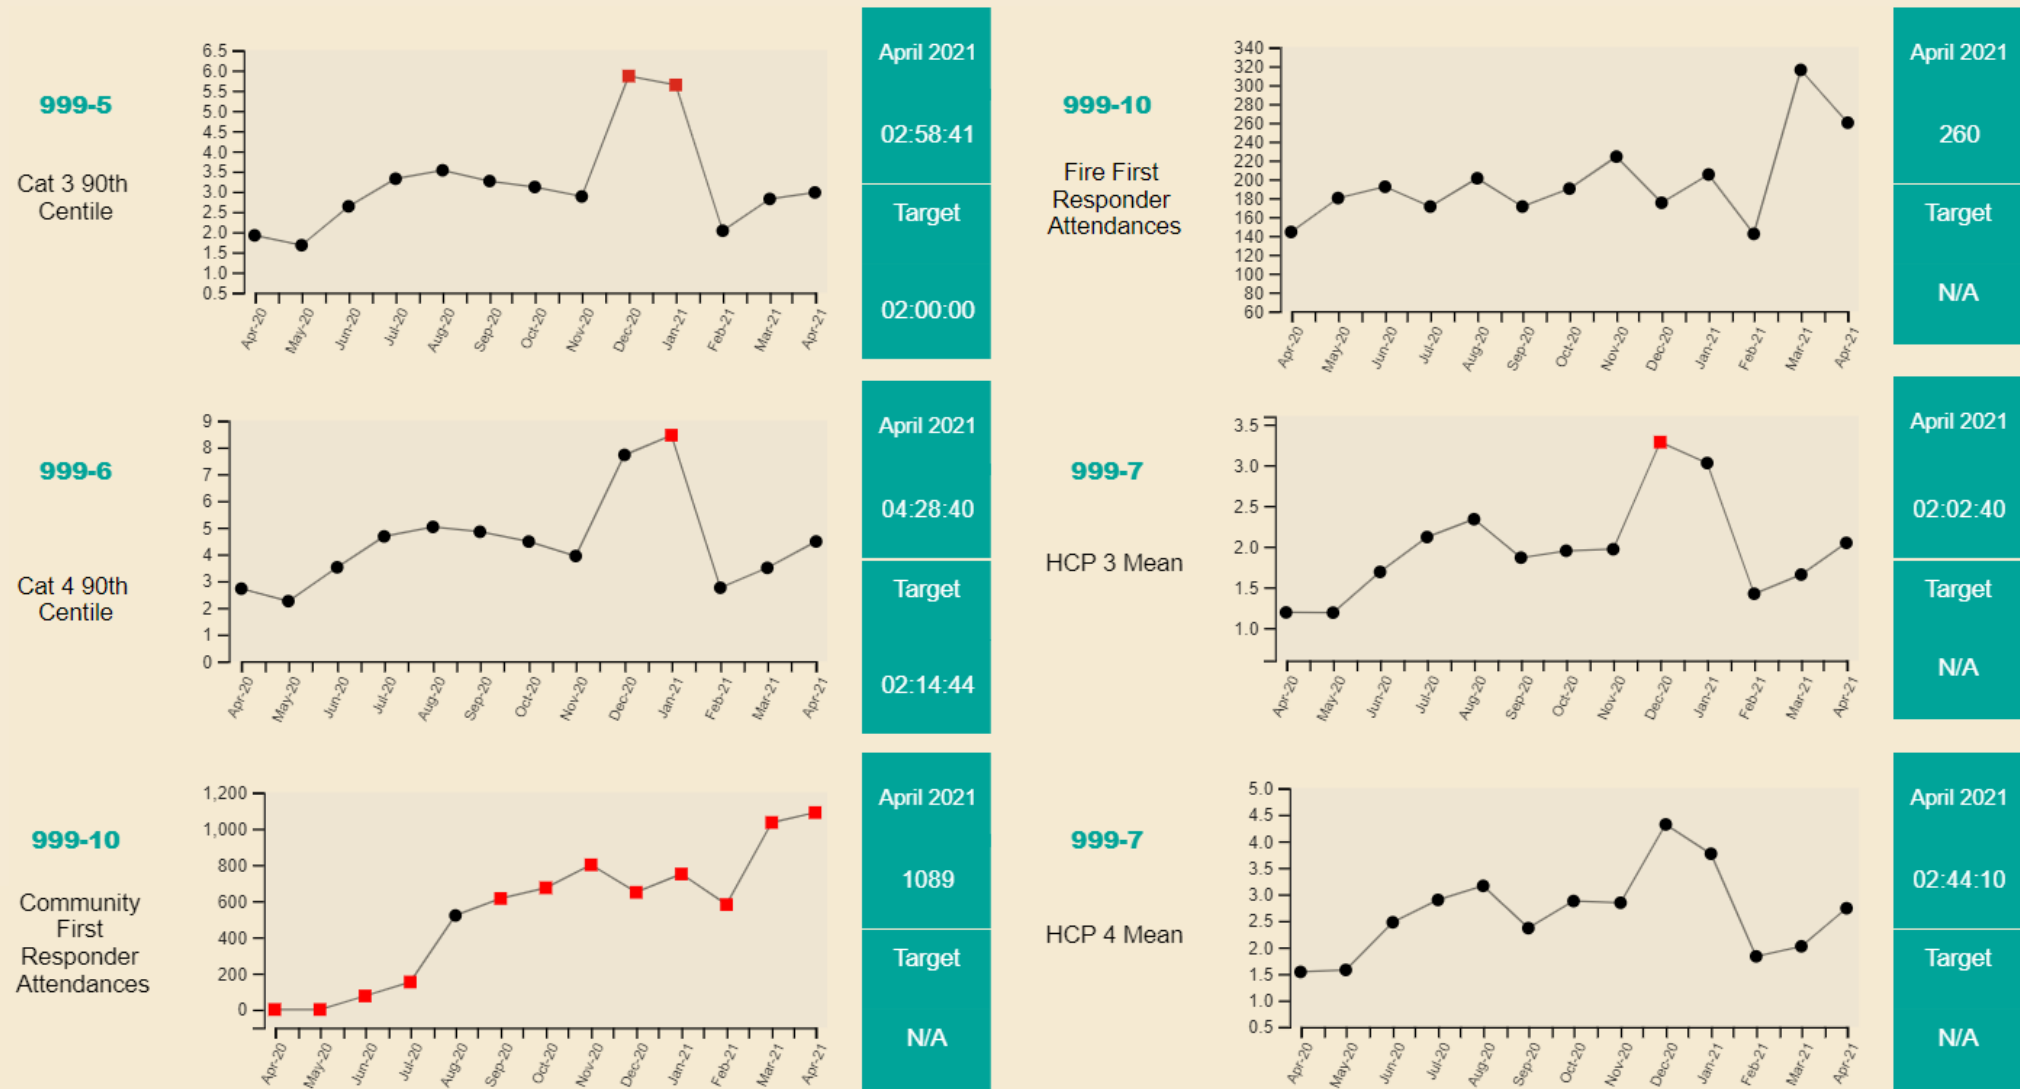 999-5
Cat 3 90th
Centile
6.5
6.0
5.5
5.0
4.5
4.0
3.5
3.0
2.5
2.0
1.5
1.0
0.5
Apr-20
May-20
Jun-20
Jul-20
Aug-20
Sep-20
Oct-20
Nov-20
Dec-20
Jan-21
Feb-21
Mar-21
Apr-21
April 2021
02:58:41
Target
02:00:00
999-10
Fire First
Responder
Attendances
340
320
300
280
260
240
220
200
180
160
140
120
100
80
60
Apr-20
May-20
Jun-20
Jul-20
Aug-20
Sep-20
Oct-20
Nov-20
Dec-20
Jan-21
Feb-21
Mar-21
Apr-21
April 2021
260
Target
N/A
999-6
Cat 4 90th
Centile
9
8
7
6
5
4
3
2
1
0
Apr-20
May-20
Jun-20
Jul-20
Aug-20
Sep-20
Oct-20
Nov-20
Dec-20
Jan-21
Feb-21
Mar-21
Apr-21
April 2021
04:28:40
Target
02:14:44
999-7
HCP 3 Mean
3.5
3.0
2.5
2.0
1.5
1.0
Apr-20
May-20
Jun-20
Jul-20
Aug-20
Sep-20
Oct-20
Nov-20
Dec-20
Jan-21
Feb-21
Mar-21
Apr-21
April 2021
02:02:40
Target
N/A
999-10
Community
First
Responder
Attendances
1,200
1,000
800
600
400
200
0
Apr-20
May-20
Jun-20
Jul-20
Aug-20
Sep-20
Oct-20
Nov-20
Dec-20
Jan-21
Feb-21
Mar-21
Apr-21
April 2021
1089
Target
N/A
999-7
HCP 4 Mean
5.0
4.5
4.0
3.5
3.0
2.5
2.0
1.5
1.0
0.5
Apr-20
May-20
Jun-20
Jul-20
Aug-20
Sep-20
Oct-20
Nov-20
Dec-20
Jan-21
Feb-21
Mar-21
Apr-21
April 2021
02:44:10
Target
N/A